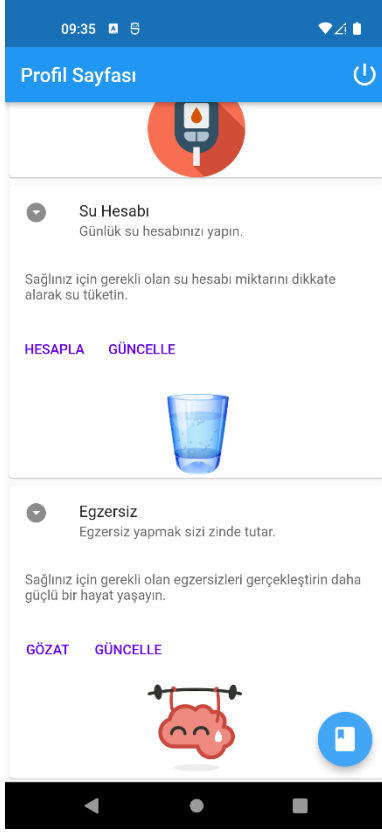 09:35
Profil Sayfası
Su Hesabı
Günlük su hesabınızı yapın.
Sağlınız için gerekli olan su hesabı miktarını dikkate
alarak su tüketin.
HESAPLA GÜNCELLE
Egzersiz
Egzersiz yapmak sizi zinde tutar.
Sağlınız için gerekli olan egzersizleri gerçekleştirin daha
güçlü bir hayat yaşayın.
GÖZAT GÜNCELLE